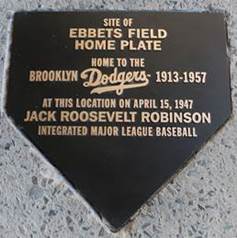 SITE OF
EBBETS FIELD
HOME PLATE
HOME TO THE
BROOKLYN Dodgers 1913-1957
AT THIS LOCATION ON APRIL 15, 1947
JACK ROOSEVELT ROBINSON
INTEGRATED MAJOR LEAGUE BASEBALL